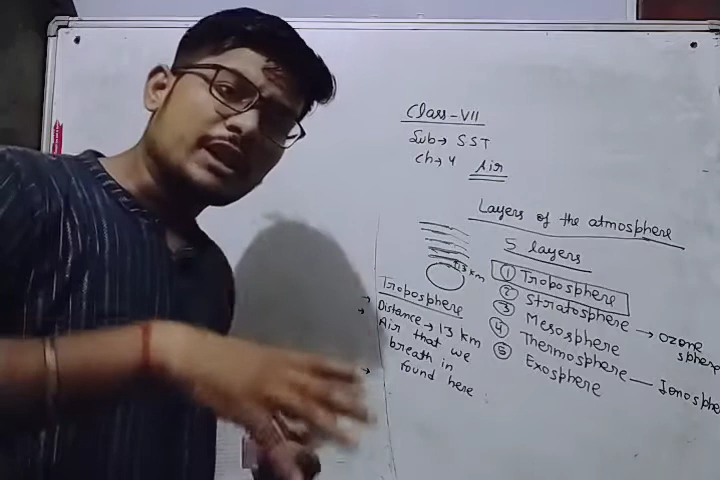 Class-VII
Sub→ SST
Ch→ 4 Air
Layers of the atmosphere
5 layers
13 km
① Troposphere
② Stratosphere → Ozone sphere
③ Mesosphere
④ Thermosphere — Ionosphe
⑤ Exosphere
→ Troposphere
→ Distance → 13 km
Air that we
breath in
→ found here